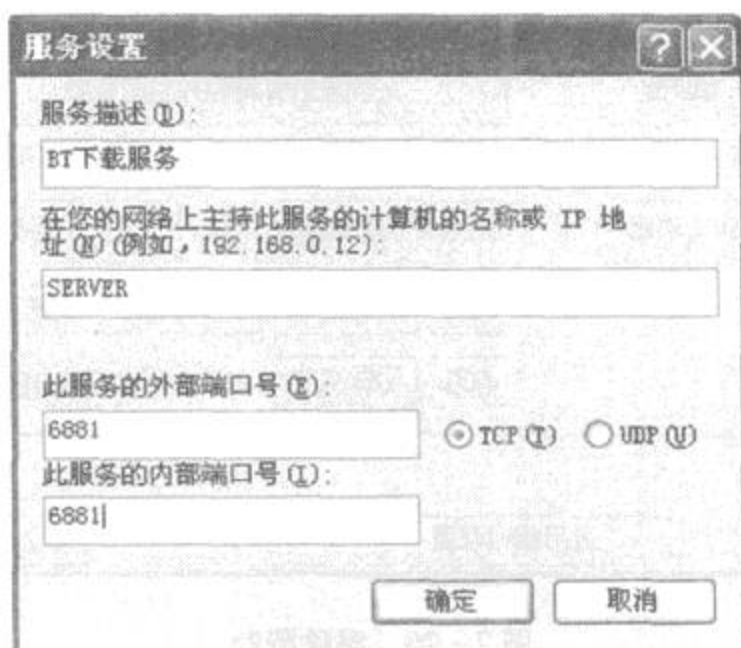 服务设置
服务描述(D):
BT下载服务
在您的网络上主持此服务的计算机的名称或 IP 地
址(N)(例如，192.168.0.12):
SERVER
此服务的外部端口号(E):
6881
TCP(T) UDP(U)
此服务的内部端口号(I):
6881
确定 取消